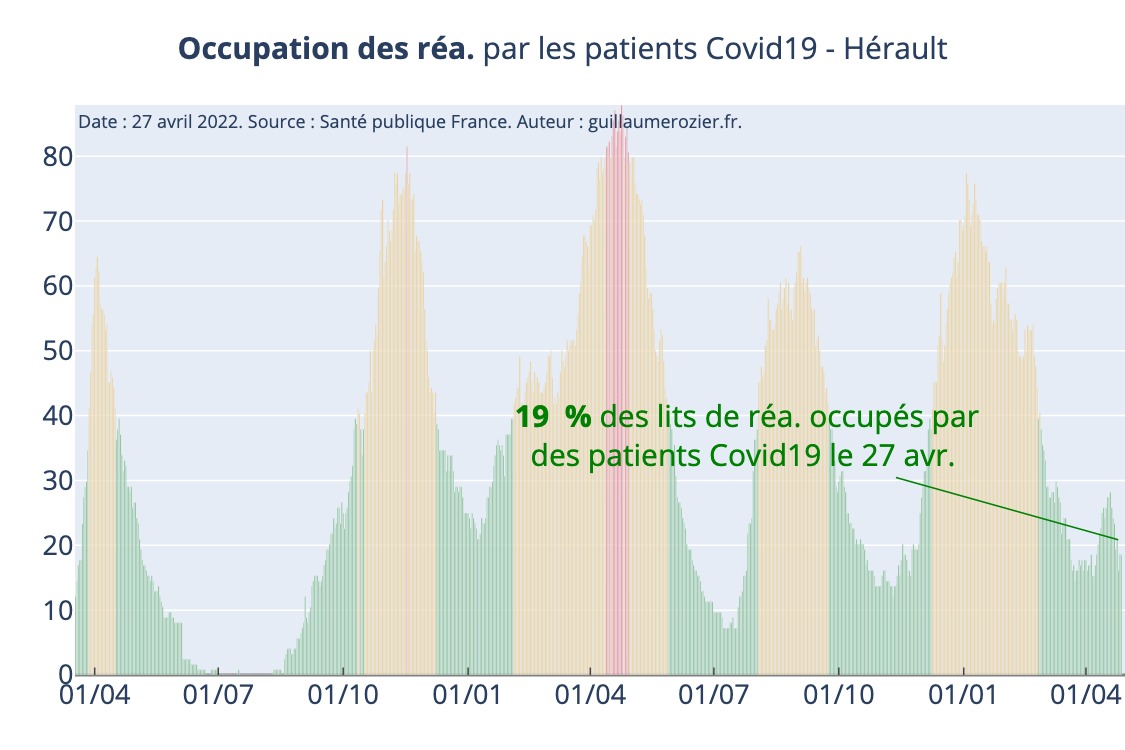 Occupation des réa. par les patients Covid19 - Hérault
Date : 27 avril 2022. Source : Santé publique France. Auteur : guillaumerozier.fr.
80
70
60
50
40
30
20
10
0
19 % des lits de réa. occupés par
des patients Covid19 le 27 avr.
01/04 01/07 01/10 01/01 01/04 01/07 01/10 01/01 01/04